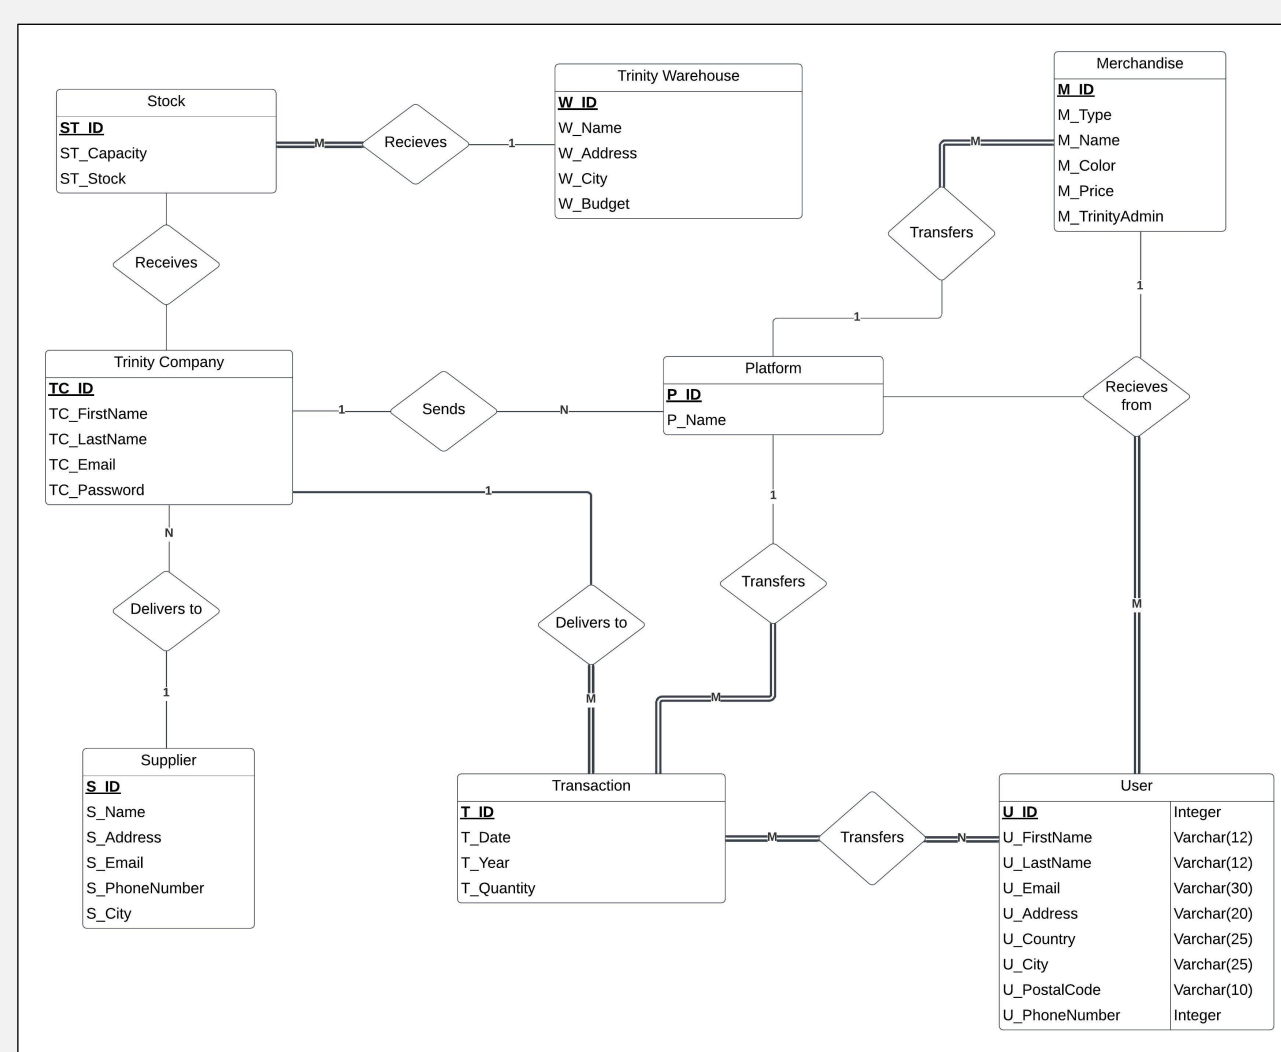 Stock
ST_ID
ST_Capacity
ST_Stock
M
Recieves
1
Trinity Warehouse
W_ID
W_Name
W_Address
W_City
W_Budget
Merchandise
M_ID
M_Type
M_Name
M_Color
M_Price
M_TrinityAdmin
M
Transfers
1
1
Receives
Trinity Company
TC_ID
TC_FirstName
TC_LastName
TC_Email
TC_Password
1
Sends
N
Platform
P_ID
P_Name
Recieves
from
1
N
Delivers to
1
1
Transfers
Delivers to
M
M
M
Supplier
S_ID
S_Name
S_Address
S_Email
S_PhoneNumber
S_City
Transaction
T_ID
T_Date
T_Year
T_Quantity
M
Transfers
N
User
U_ID Integer
U_FirstName Varchar(12)
U_LastName Varchar(12)
U_Email Varchar(30)
U_Address Varchar(20)
U_Country Varchar(25)
U_City Varchar(25)
U_PostalCode Varchar(10)
U_PhoneNumber Integer